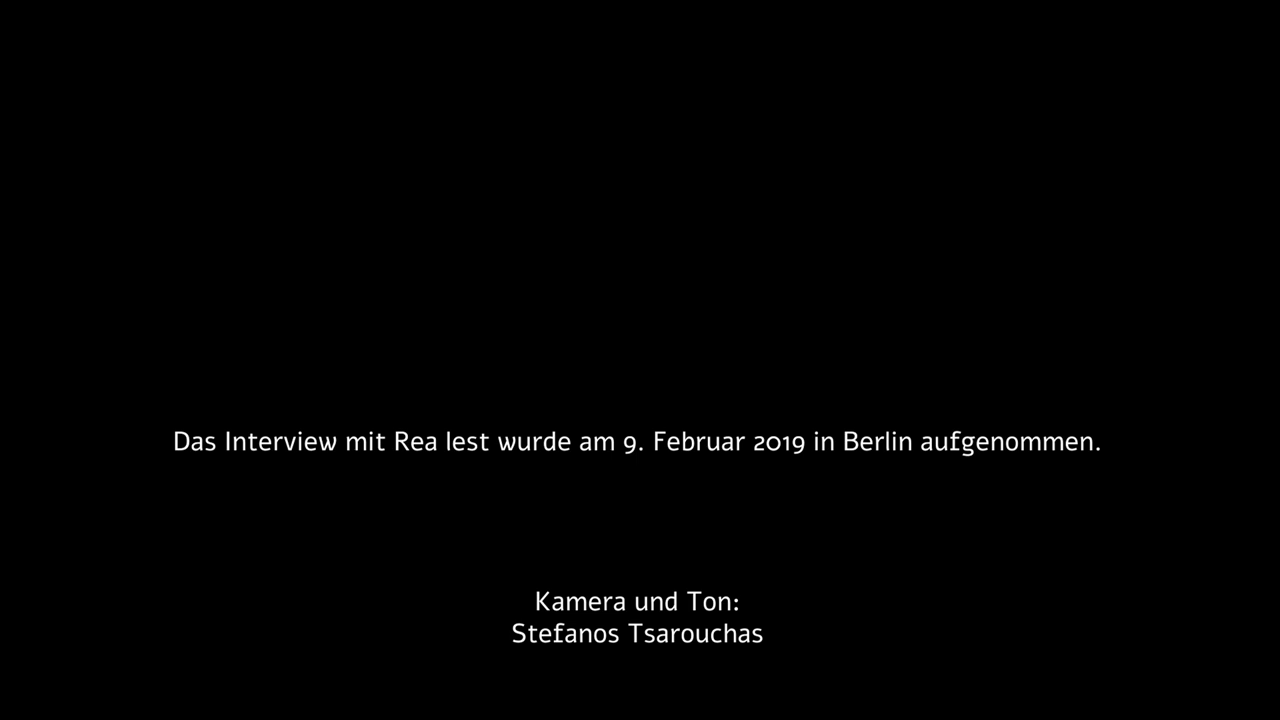 Das Interview mit Rea lest wurde am 9. Februar 2019 in Berlin aufgenommen.
Kamera und Ton:
Stefanos Tsarouchas